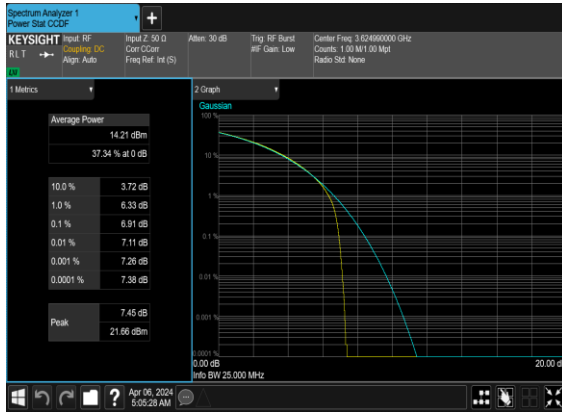 Spectrum Analyzer 1
Power Stat CCDF
+
KEYSIGHT
RLT
LXI
Input: RF
Coupling: DC
Align: Auto
Input Z: 50 Ω
Corr CCorr
Freq Ref: Int (S)
Atten: 30 dB
Trig: RF Burst
#IF Gain: Low
Center Freq: 3.624990000 GHz
Counts: 1.00 M/1.00 Mpt
Radio Std: None
1 Metrics
Average Power
14.21 dBm
37.34 % at 0 dB
10.0 % 3.72 dB
1.0 % 6.33 dB
0.1 % 6.91 dB
0.01 % 7.11 dB
0.001 % 7.26 dB
0.0001 % 7.38 dB
Peak
7.45 dB
21.66 dBm
2 Graph
Gaussian
100 %
10 %
1 %
0.1 %
0.01 %
0.001 %
0.0001 %
0.00 dB
20.00 d
Info BW 25.000 MHz
?
Apr 06, 2024
5:05:28 AM